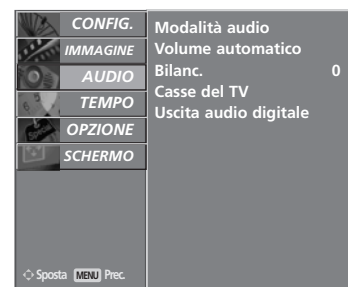 CONFIG.
IMMAGINE
AUDIO
TEMPO
OPZIONE
SCHERMO
Modalità audio
Volume automatico
Bilanc. 0
Casse del TV
Uscita audio digitale
Sposta MENU Prec.